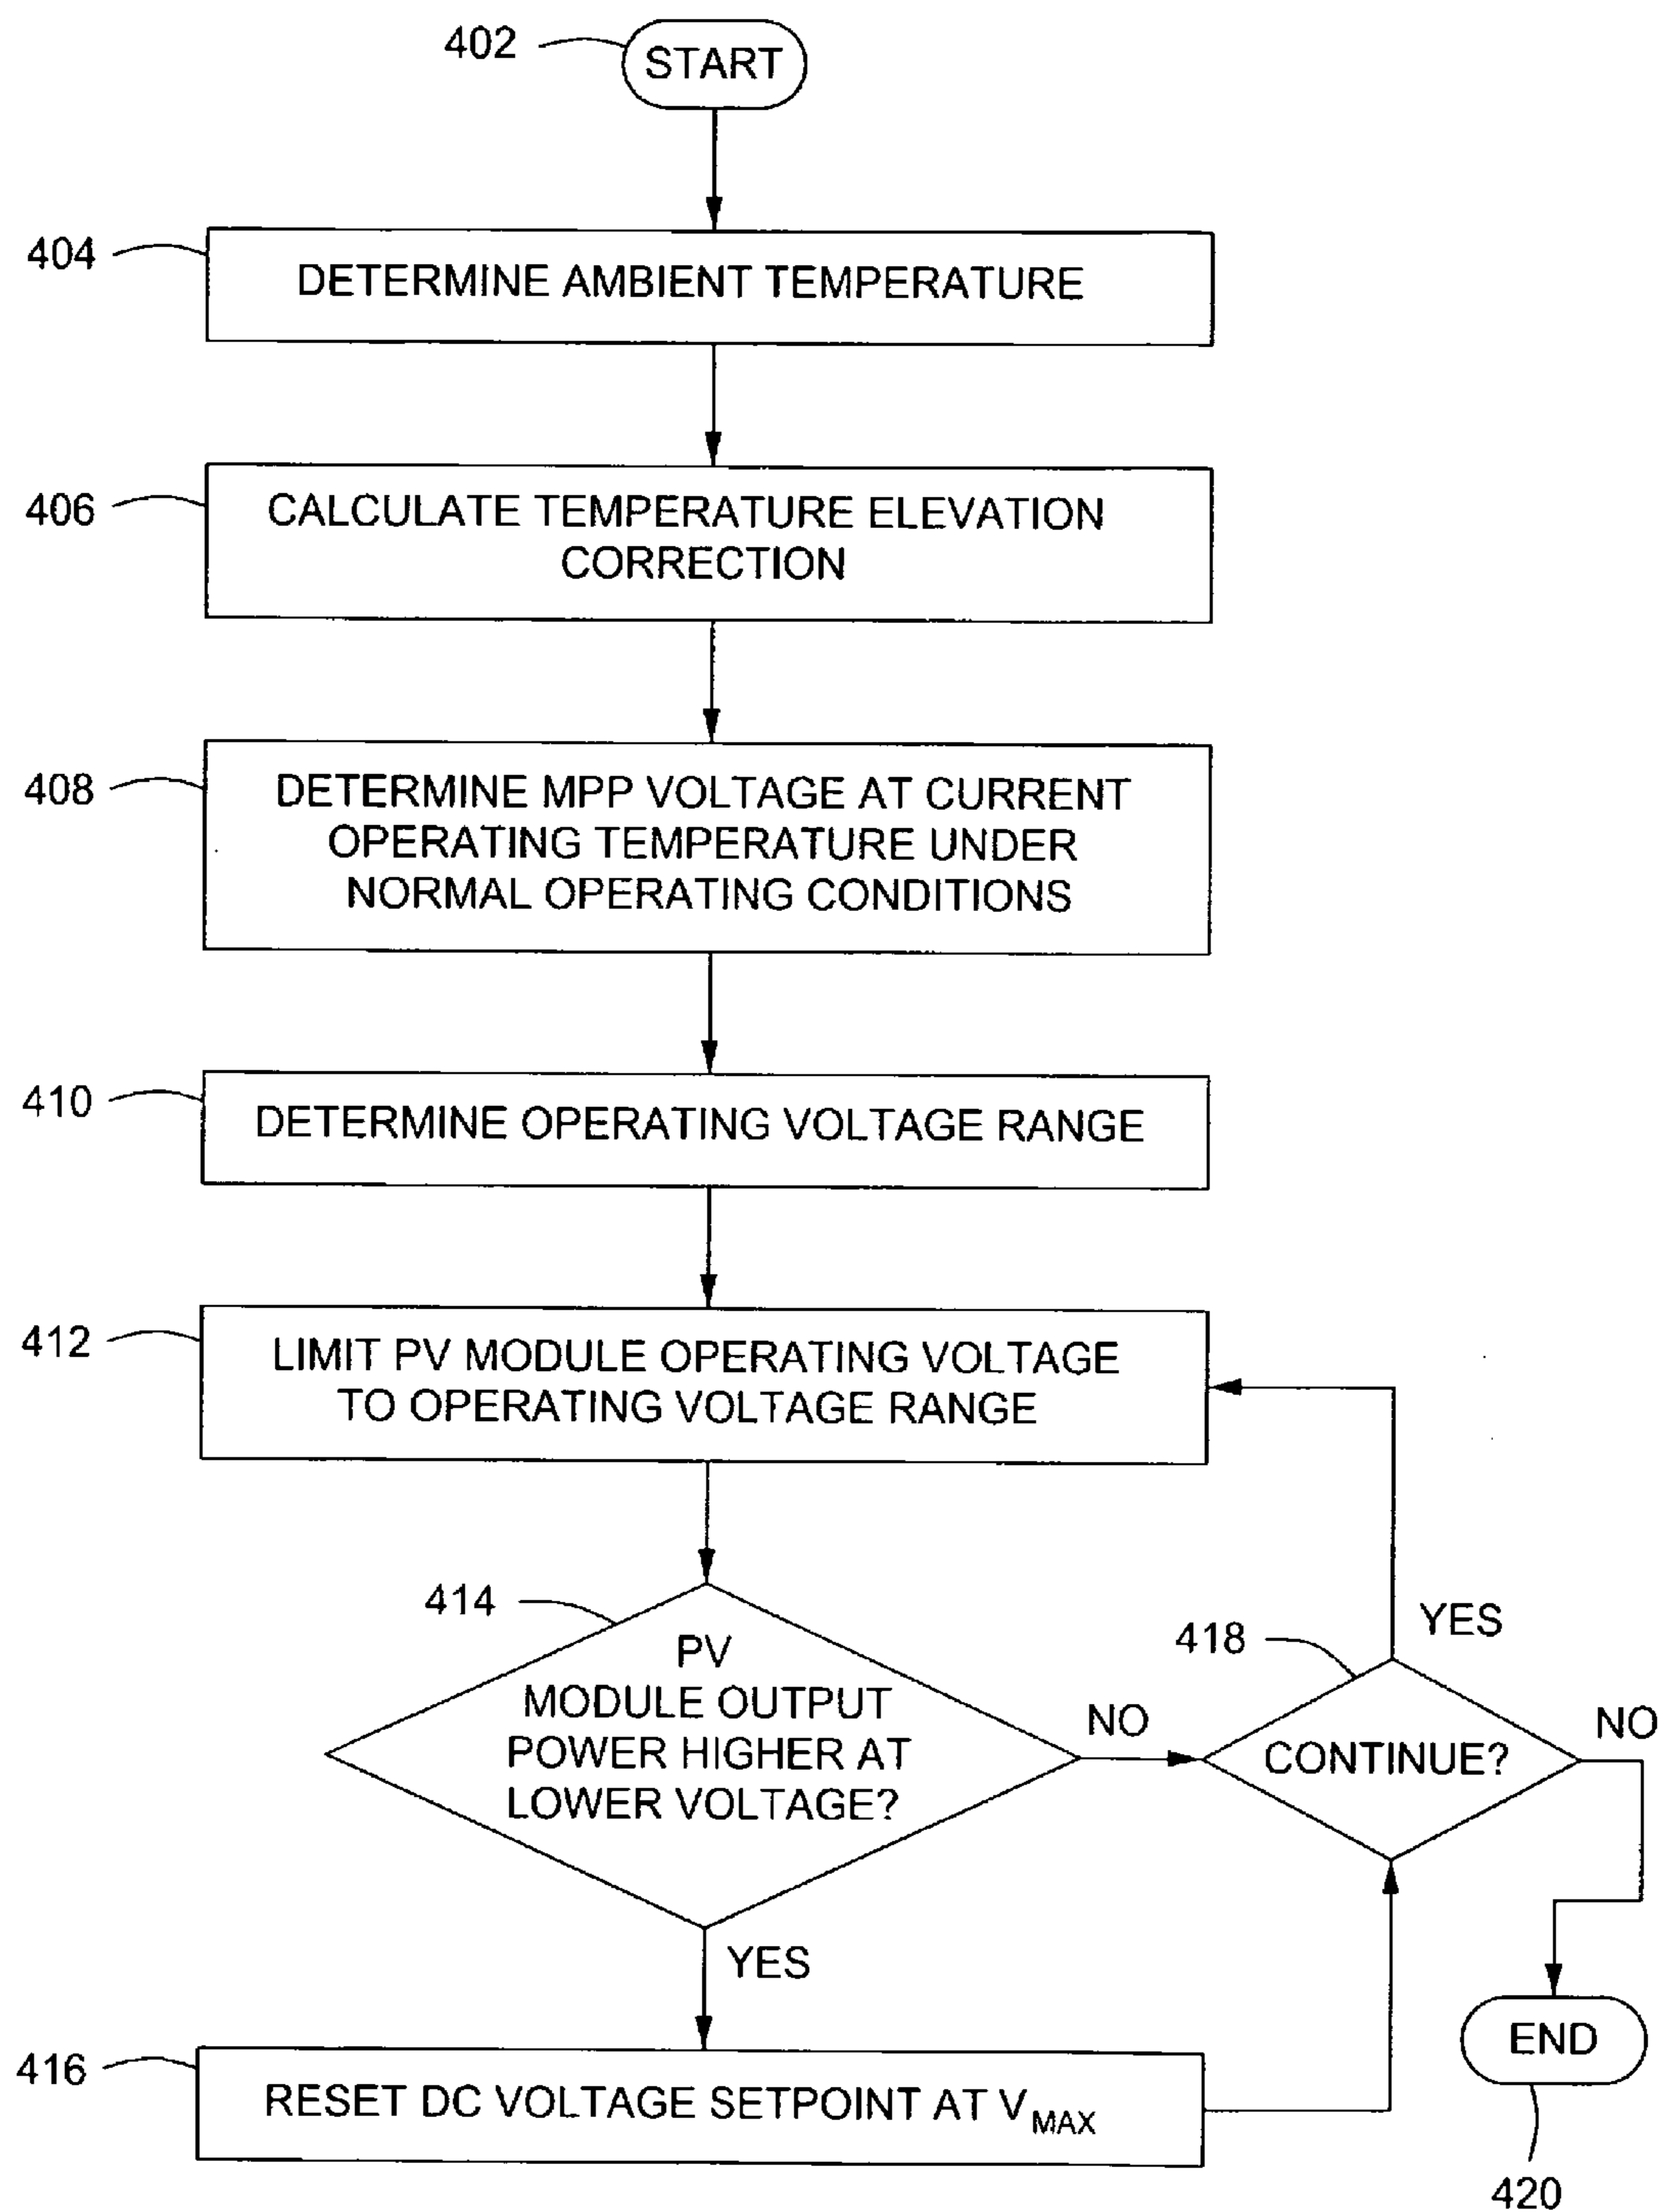 402
START
404
DETERMINE AMBIENT TEMPERATURE
406
CALCULATE TEMPERATURE ELEVATION
CORRECTION
408
DETERMINE MPP VOLTAGE AT CURRENT
OPERATING TEMPERATURE UNDER
NORMAL OPERATING CONDITIONS
410
DETERMINE OPERATING VOLTAGE RANGE
412
LIMIT PV MODULE OPERATING VOLTAGE
TO OPERATING VOLTAGE RANGE
414
PV
MODULE OUTPUT
POWER HIGHER AT
LOWER VOLTAGE?
NO
418
YES
CONTINUE?
NO
YES
416
RESET DC VOLTAGE SETPOINT AT VMAX
END
420